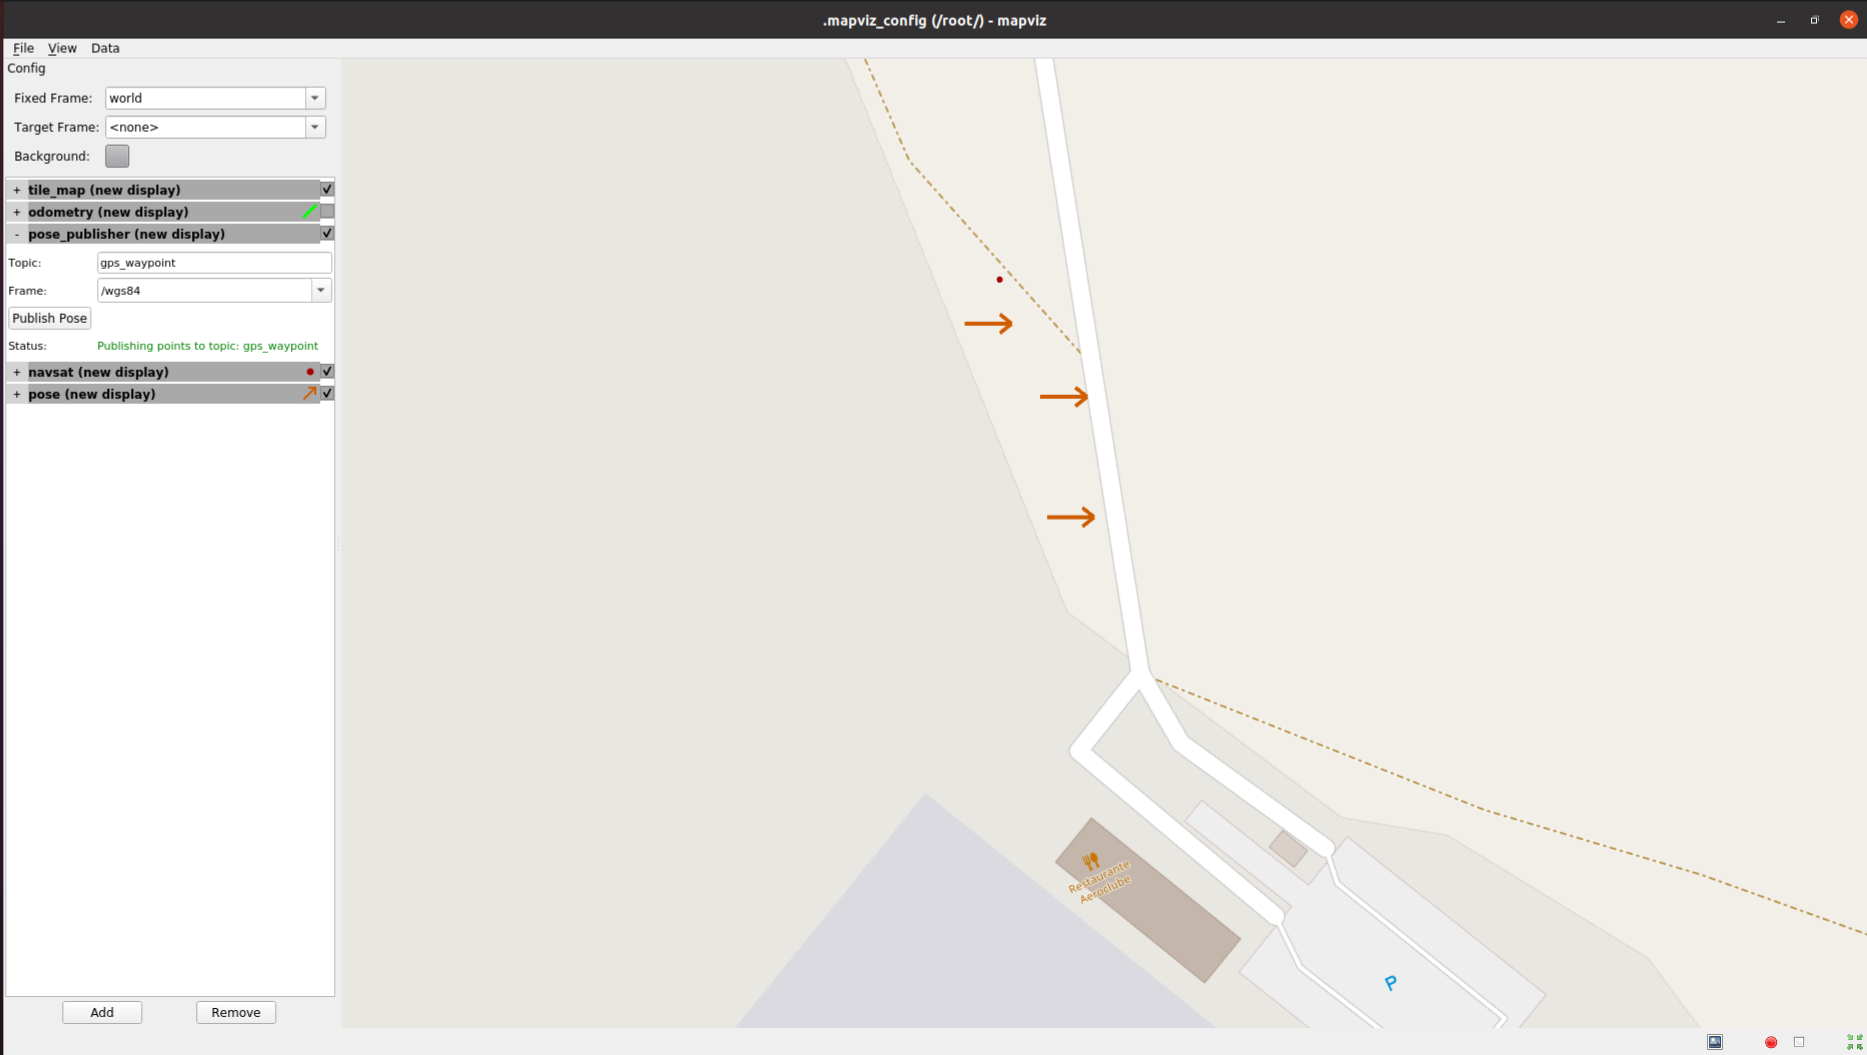 .mapviz_config (/root/) - mapviz
File View Data
Config
Fixed Frame: world
Target Frame: <none>
Background:
+ tile_map (new display)
+ odometry (new display)
- pose_publisher (new display)
Topic: gps_waypoint
Frame: /wgs84
Publish Pose
Status: Publishing points to topic: gps_waypoint
+ navsat (new display)
+ pose (new display)
Restaurante
Aeroclube
P
Add Remove